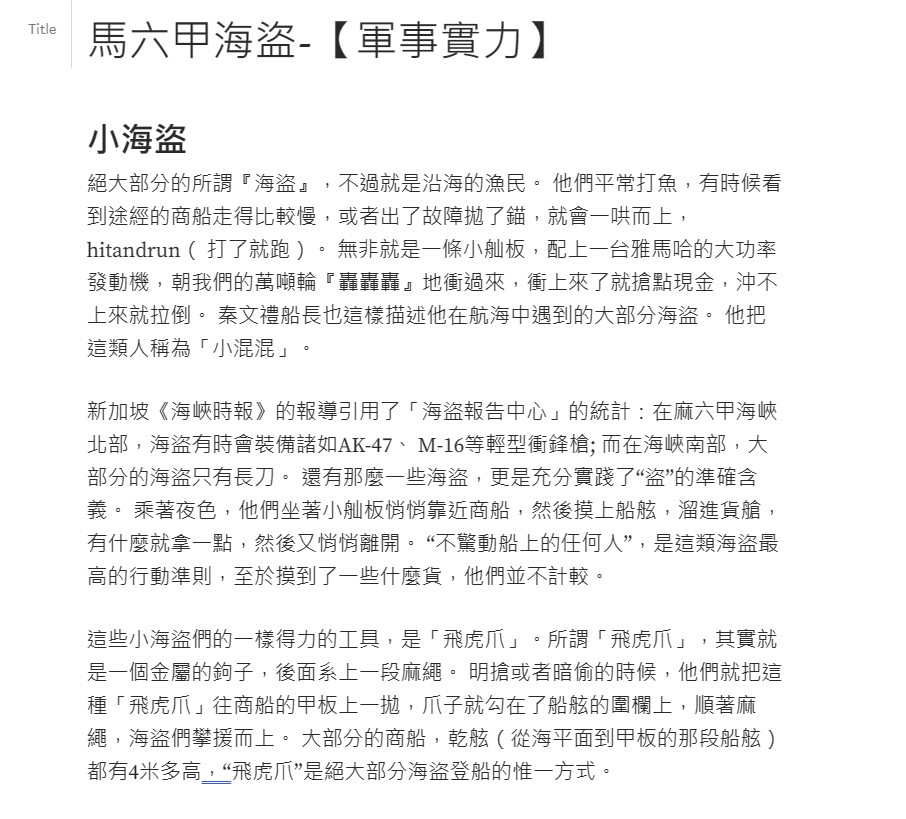 Title
馬六甲海盜-【軍事實力】
小海盜
絕大部分的所謂『海盜』，不過就是沿海的漁民。 他們平常打魚，有時候看
到途經的商船走得比較慢，或者出了故障拋了錨，就會一哄而上，
hitandrun（ 打了就跑）。 無非就是一條小舢板，配上一台雅馬哈的大功率
發動機，朝我們的萬噸輪『轟轟轟』地衝過來，衝上來了就搶點現金，沖不
上來就拉倒。 秦文禮船長也這樣描述他在航海中遇到的大部分海盜。 他把
這類人稱為「小混混」。
新加坡《海峽時報》的報導引用了「海盜報告中心」的統計：在麻六甲海峽
北部，海盜有時會裝備諸如AK-47、 M-16等輕型衝鋒槍; 而在海峽南部，大
部分的海盜只有長刀。 還有那麼一些海盜，更是充分實踐了“盜”的準確含
義。 乘著夜色，他們坐著小舢板悄悄靠近商船，然後摸上船舷，溜進貨艙，
有什麼就拿一點，然後又悄悄離開。 “不驚動船上的任何人”，是這類海盜最
高的行動準則，至於摸到了一些什麼貨，他們並不計較。
這些小海盜們的一樣得力的工具，是「飛虎爪」。所謂「飛虎爪」，其實就
是一個金屬的鉤子，後面系上一段麻繩。 明搶或者暗偷的時候，他們就把這
種「飛虎爪」往商船的甲板上一拋，爪子就勾在了船舷的圍欄上，順著麻
繩，海盜們攀援而上。 大部分的商船，乾舷（從海平面到甲板的那段船舷）
都有4米多高，“飛虎爪”是絕大部分海盜登船的惟一方式。